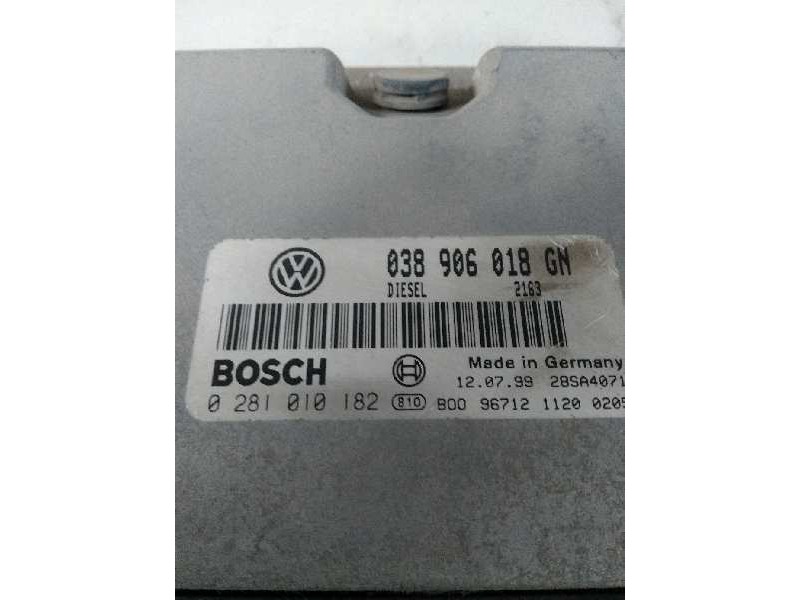 038 906 018 GN
DIESEL 2163
BOSCH
Made in Germany
12.07.99 28SA4071
0 281 010 182 810 B00 96712 1120 0205